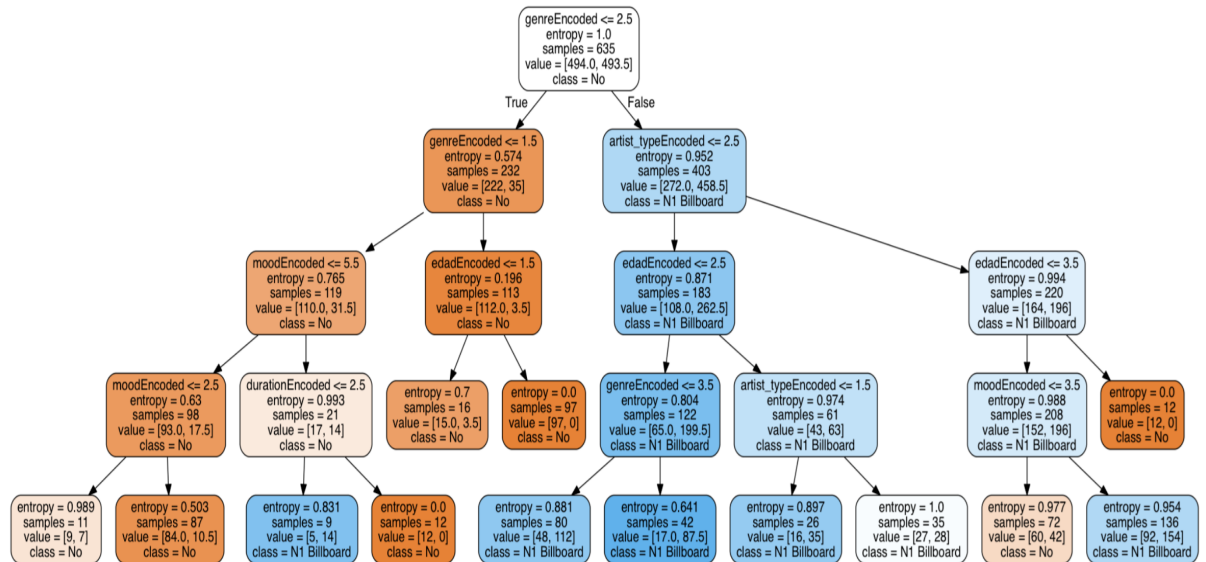 genreEncoded <= 2.5
entropy = 1.0
samples = 635
value = [494.0, 493.5]
class = No
True
False
genreEncoded <= 1.5
entropy = 0.574
samples = 232
value = [222, 35]
class = No
artist_typeEncoded <= 2.5
entropy = 0.952
samples = 403
value = [272.0, 458.5]
class = N1 Billboard
moodEncoded <= 5.5
entropy = 0.765
samples = 119
value = [110.0, 31.5]
class = No
edadEncoded <= 1.5
entropy = 0.196
samples = 113
value = [112.0, 3.5]
class = No
edadEncoded <= 2.5
entropy = 0.871
samples = 183
value = [108.0, 262.5]
class = N1 Billboard
edadEncoded <= 3.5
entropy = 0.994
samples = 220
value = [164, 196]
class = N1 Billboard
moodEncoded <= 2.5
entropy = 0.63
samples = 98
value = [93.0, 17.5]
class = No
durationEncoded <= 2.5
entropy = 0.993
samples = 21
value = [17, 14]
class = No
entropy = 0.7
samples = 16
value = [15.0, 3.5]
class = No
entropy = 0.0
samples = 97
value = [97, 0]
class = No
genreEncoded <= 3.5
entropy = 0.804
samples = 122
value = [65.0, 199.5]
class = N1 Billboard
artist_typeEncoded <= 1.5
entropy = 0.974
samples = 61
value = [43, 63]
class = N1 Billboard
moodEncoded <= 3.5
entropy = 0.988
samples = 208
value = [152, 196]
class = N1 Billboard
entropy = 0.0
samples = 12
value = [12, 0]
class = No
entropy = 0.989
samples = 11
value = [9, 7]
class = No
entropy = 0.503
samples = 87
value = [84.0, 10.5]
class = No
entropy = 0.831
samples = 9
value = [5, 14]
class = N1 Billboard
entropy = 0.0
samples = 12
value = [12, 0]
class = No
entropy = 0.881
samples = 80
value = [48, 112]
class = N1 Billboard
entropy = 0.641
samples = 42
value = [17.0, 87.5]
class = N1 Billboard
entropy = 0.897
samples = 26
value = [16, 35]
class = N1 Billboard
entropy = 1.0
samples = 35
value = [27, 28]
class = N1 Billboard
entropy = 0.977
samples = 72
value = [60, 42]
class = No
entropy = 0.954
samples = 136
value = [92, 154]
class = N1 Billboard